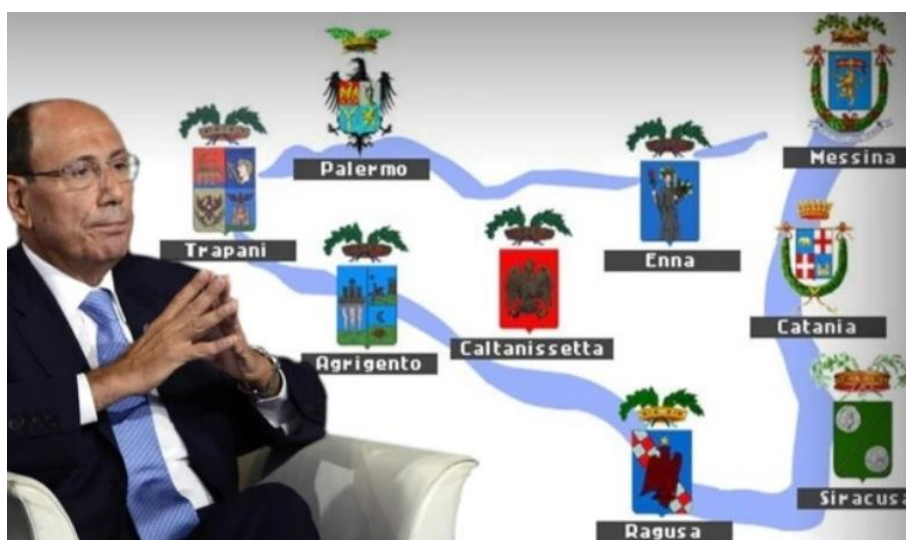 Palermo
Messina
Trapani
Enna
Agrigento
Caltanissetta
Catania
Siracusa
Ragusa